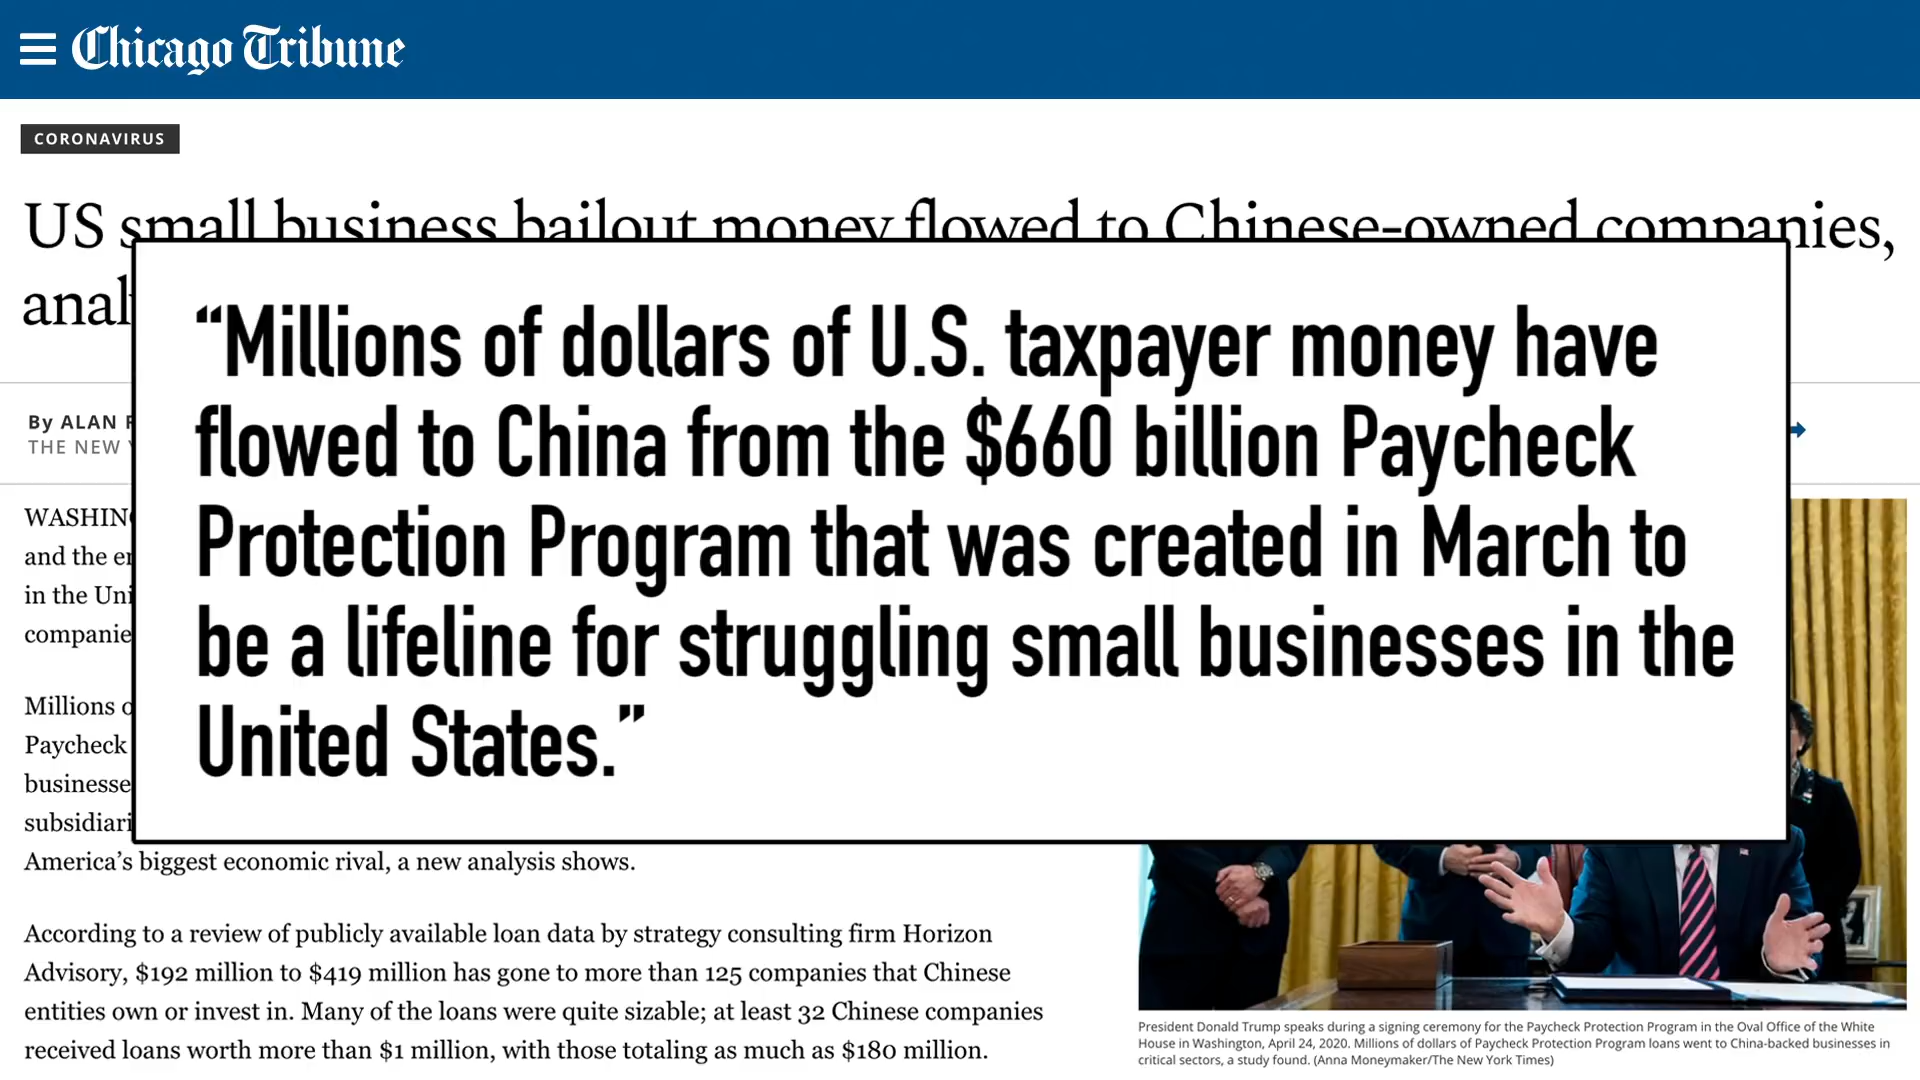 Chicago Tribune
CORONAVIRUS
US small business bailout money flowed to Chinese-owned companies,
“Millions of dollars of U.S. taxpayer money have
flowed to China from the $660 billion Paycheck
Protection Program that was created in March to
be a lifeline for struggling small businesses in the
United States.”
By ALAN
THE NEW
and the
in the
Millions
Paycheck
America’s biggest economic rival, a new analysis shows.
According to a review of publicly available loan data by strategy consulting firm Horizon
Advisory, $192 million to $419 million has gone to more than 125 companies that Chinese
entities own or invest in. Many of the loans were quite sizable; at least 32 Chinese companies
received loans worth more than $1 million, with those totaling as much as $180 million.
President Donald Trump speaks during a signing ceremony for the Paycheck Protection Program in the Oval Office of the White
House in Washington, April 24, 2020. Millions of dollars of Paycheck Protection Program loans went to China-backed businesses in
critical sectors, a study found. (Anna Moneymaker/The New York Times)